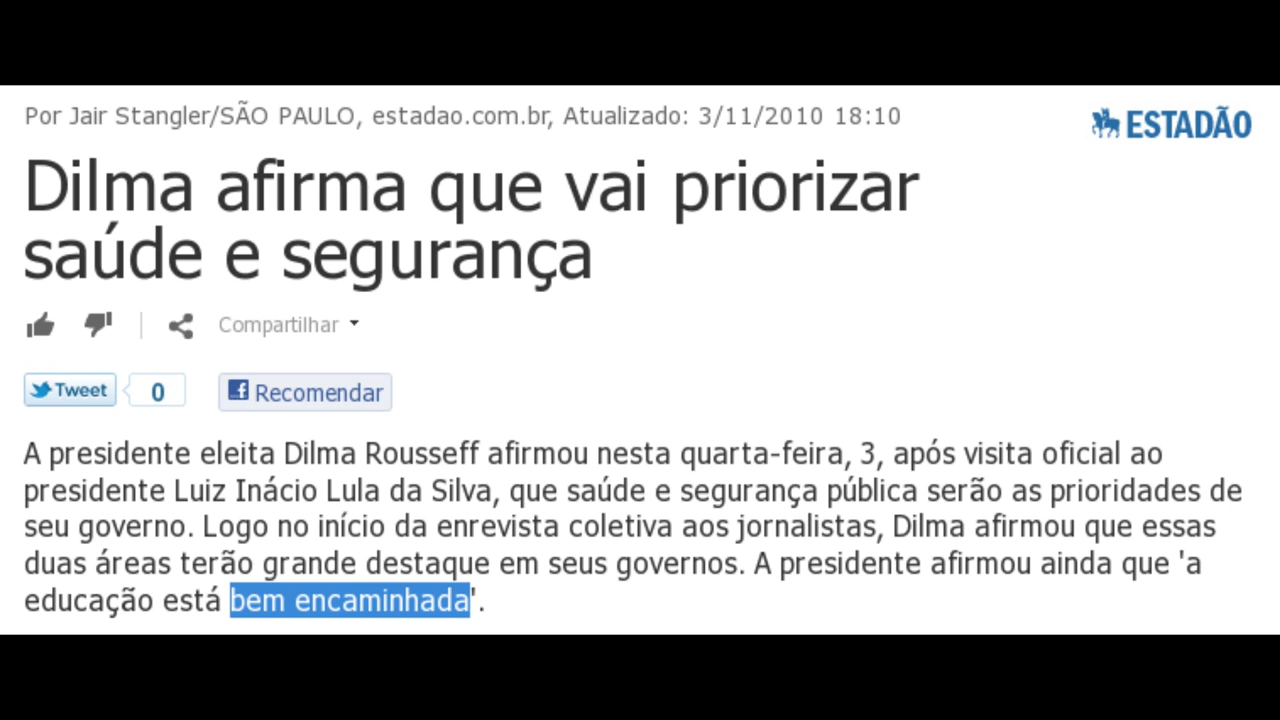 Por Jair Stangler/SÃO PAULO, estadao.com.br, Atualizado: 3/11/2010 18:10
ESTADÃO
Dilma afirma que vai priorizar
saúde e segurança
Compartilhar
Tweet 0 Recomendar
A presidente eleita Dilma Rousseff afirmou nesta quarta-feira, 3, após visita oficial ao
presidente Luiz Inácio Lula da Silva, que saúde e segurança pública serão as prioridades de
seu governo. Logo no início da enrevista coletiva aos jornalistas, Dilma afirmou que essas
duas áreas terão grande destaque em seus governos. A presidente afirmou ainda que 'a
educação está bem encaminhada'.